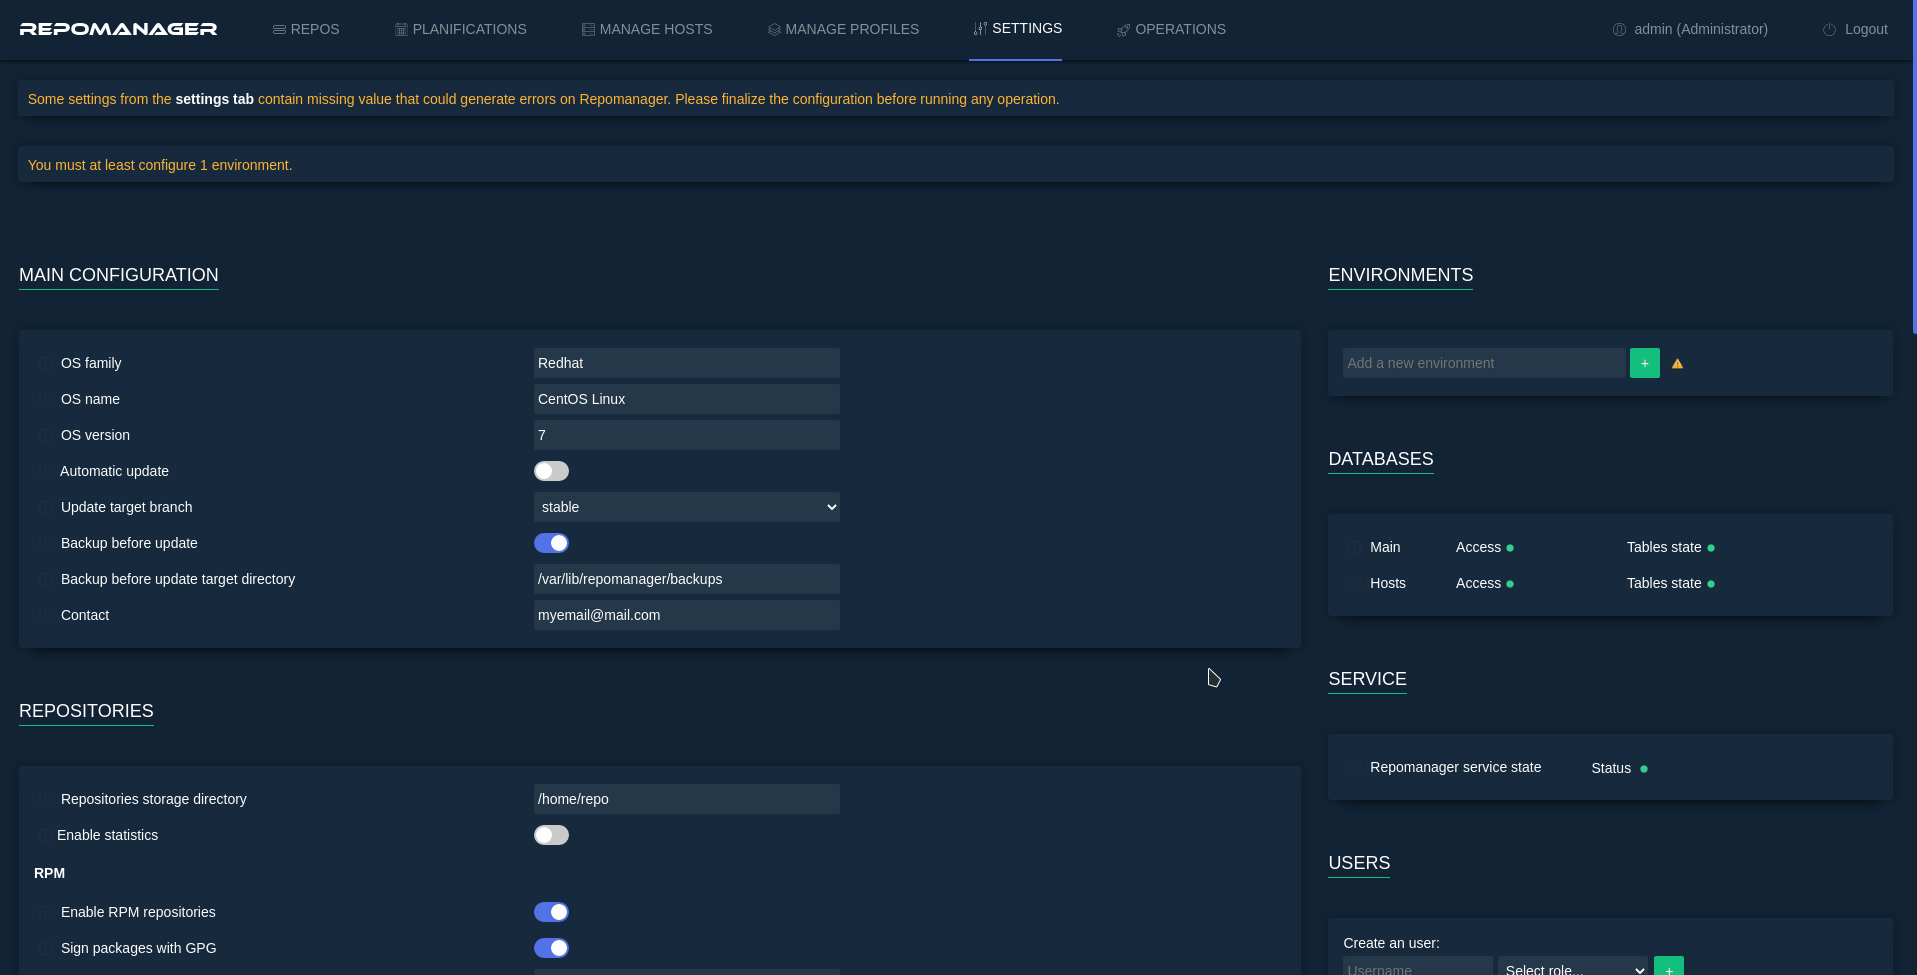 REPOMANAGER
REPOS
PLANIFICATIONS
MANAGE HOSTS
MANAGE PROFILES
SETTINGS
OPERATIONS
admin (Administrator)
Logout
Some settings from the settings tab contain missing value that could generate errors on Repomanager. Please finalize the configuration before running any operation.
You must at least configure 1 environment.
MAIN CONFIGURATION
OS family
Redhat
OS name
CentOS Linux
OS version
7
Automatic update
Update target branch
stable
Backup before update
Backup before update target directory
/var/lib/repomanager/backups
Contact
myemail@mail.com
REPOSITORIES
Repositories storage directory
/home/repo
Enable statistics
RPM
Enable RPM repositories
Sign packages with GPG
ENVIRONMENTS
Add a new environment
+
DATABASES
Main Access Tables state
Hosts Access Tables state
SERVICE
Repomanager service state Status
USERS
Create an user:
Username
Select role...
+